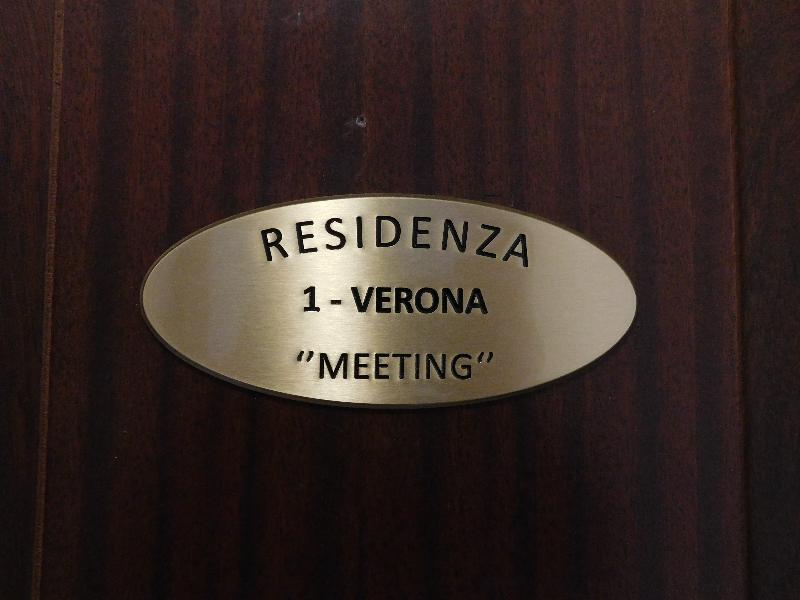 RESIDENZA
1 - VERONA
‘’MEETING‘’